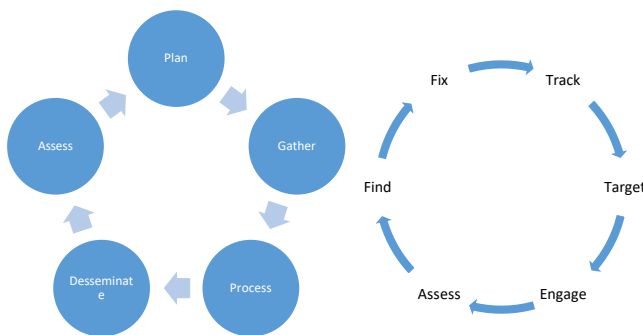 Plan
Gather
Process
Desseminat
e
Assess
Fix
Track
Target
Engage
Assess
Find